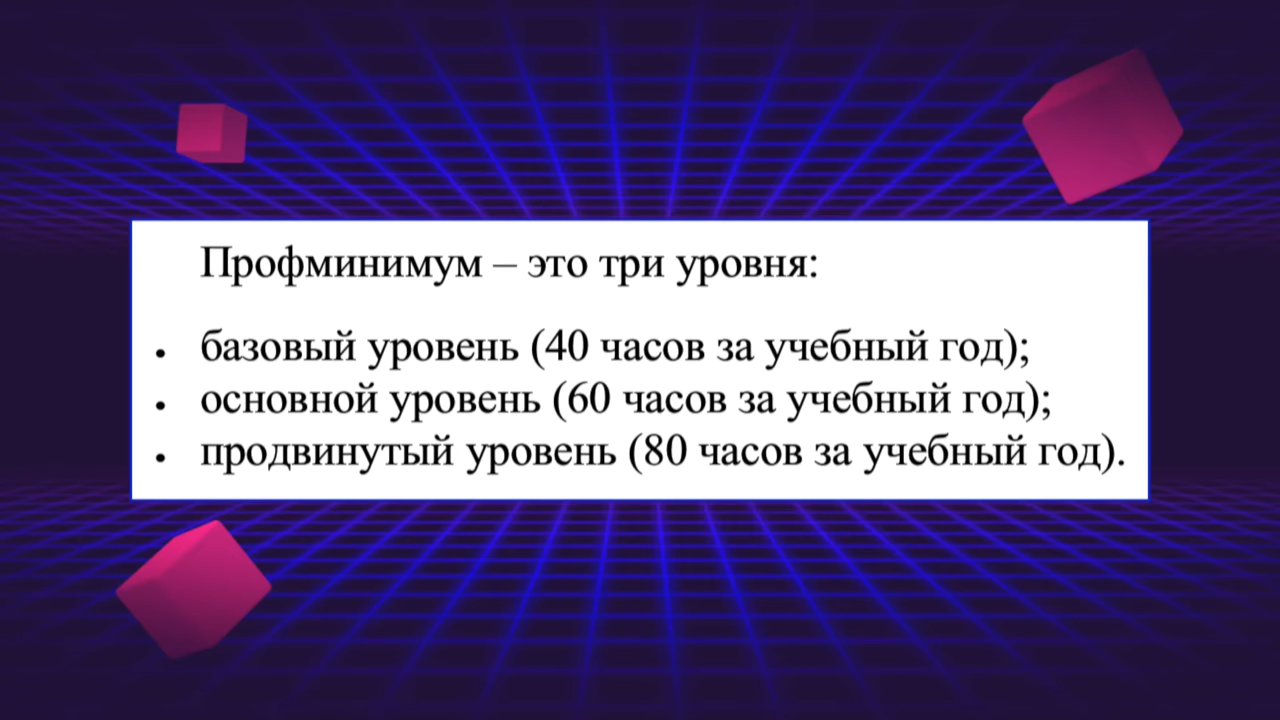 Профминимум – это три уровня:
• базовый уровень (40 часов за учебный год);
• основной уровень (60 часов за учебный год);
• продвинутый уровень (80 часов за учебный год).